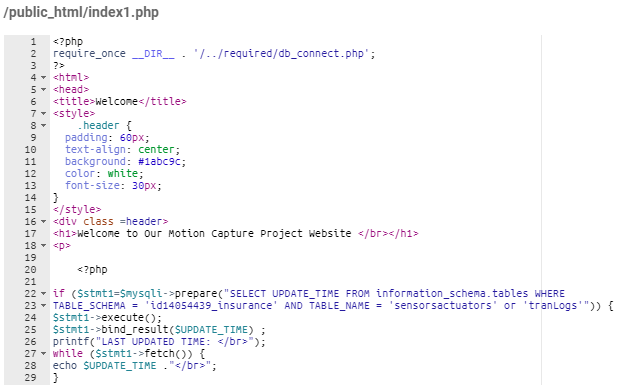 /public_html/index1.php
1 <?php
2 require_once __DIR__ . '/../required/db_connect.php';
3 ?>
4 <html>
5 <head>
6 <title>Welcome</title>
7 <style>
8 .header {
9 padding: 60px;
10 text-align: center;
11 background: #1abc9c;
12 color: white;
13 font-size: 30px;
14 }
15 </style>
16 <div class =header>
17 <h1>Welcome to Our Motion Capture Project Website </br></h1>
18 <p>
19
20 <?php
21
22 if ($stmt1=$mysqli->prepare("SELECT UPDATE_TIME FROM information_schema.tables WHERE
23 TABLE_SCHEMA = 'id14054439_insurance' AND TABLE_NAME = 'sensorsactuators' or 'tranLogs'")) {
24 $stmt1->execute();
25 $stmt1->bind_result($UPDATE_TIME) ;
26 printf("LAST UPDATED TIME: </br>");
27 while ($stmt1->fetch()) {
28 echo $UPDATE_TIME ."</br>";
29 }